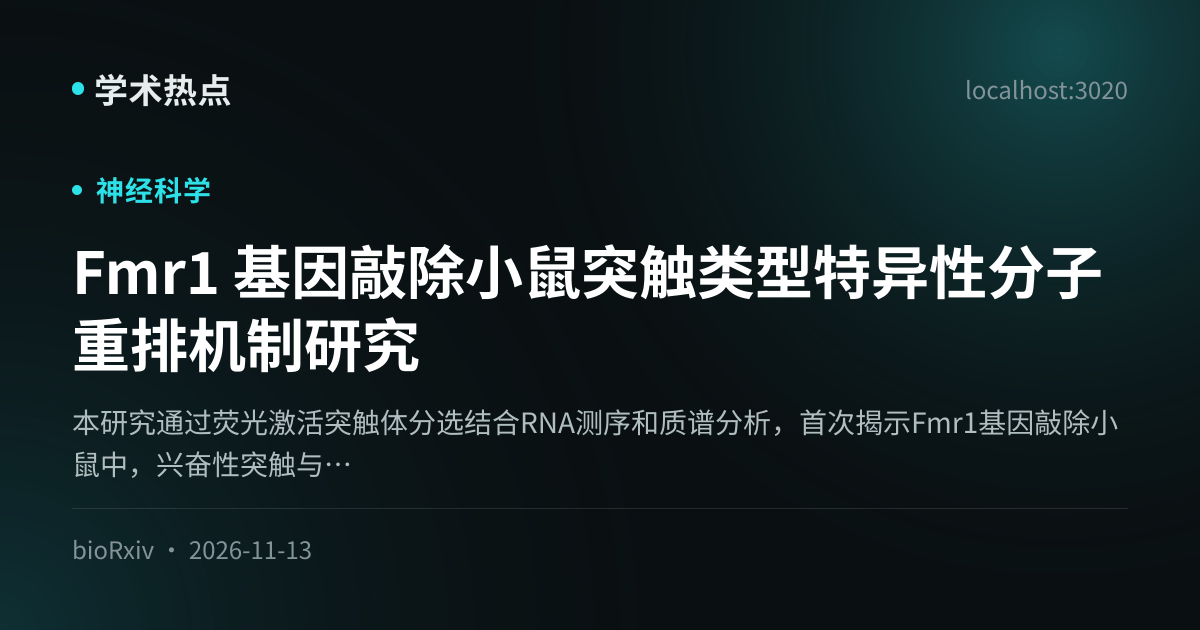 学术热点
localhost:3020
神经科学
Fmr1 基因敲除小鼠突触类型特异性分子
重排机制研究
本研究通过荧光激活突触体分选结合RNA测序和质谱分析，首次揭示Fmr1基因敲除小
鼠中，兴奋性突触与…
bioRxiv • 2026-11-13